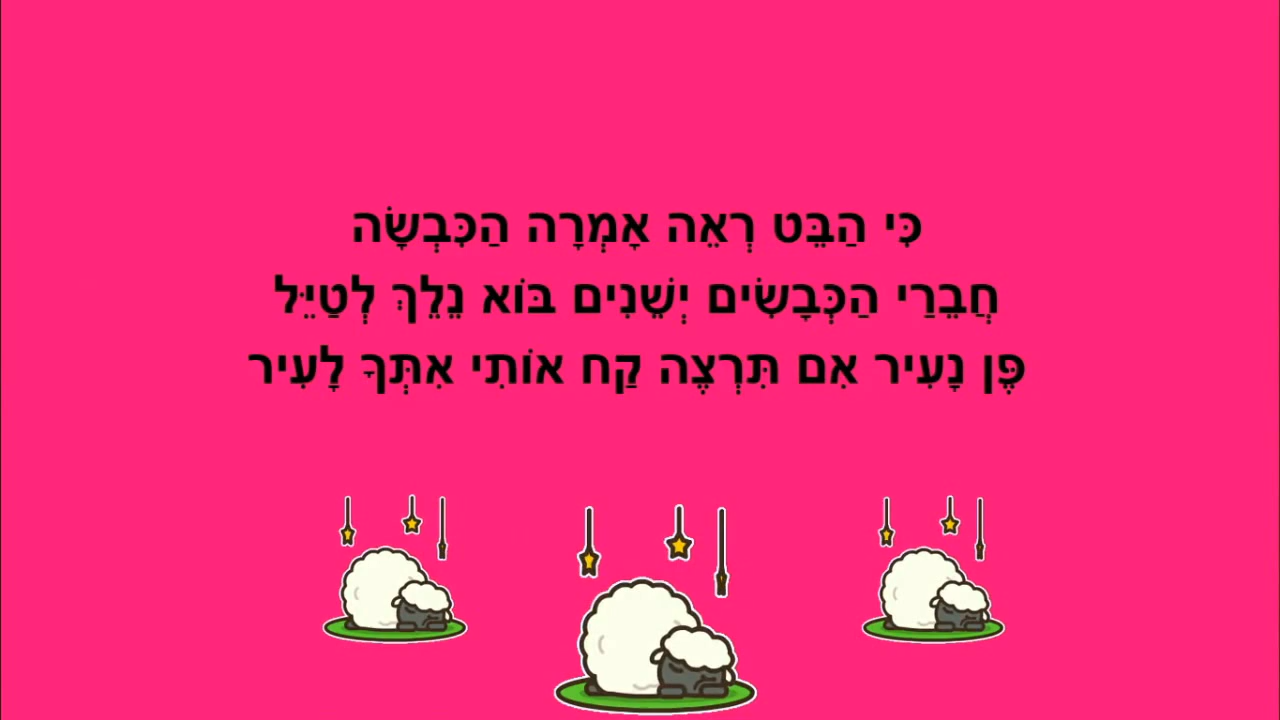 כִּי הַבֵּט רְאֵה אָמְרָה הַכִּבְשָׂה
חֲבֵרַי הַכְּבָשִׂים יְשֵׁנִים בּוֹא נֵלֵךְ לְטַיֵּל
פֶּן נָעִיר אִם תִּרְצֶה קַח אוֹתִי אִתְּךָ לָעִיר